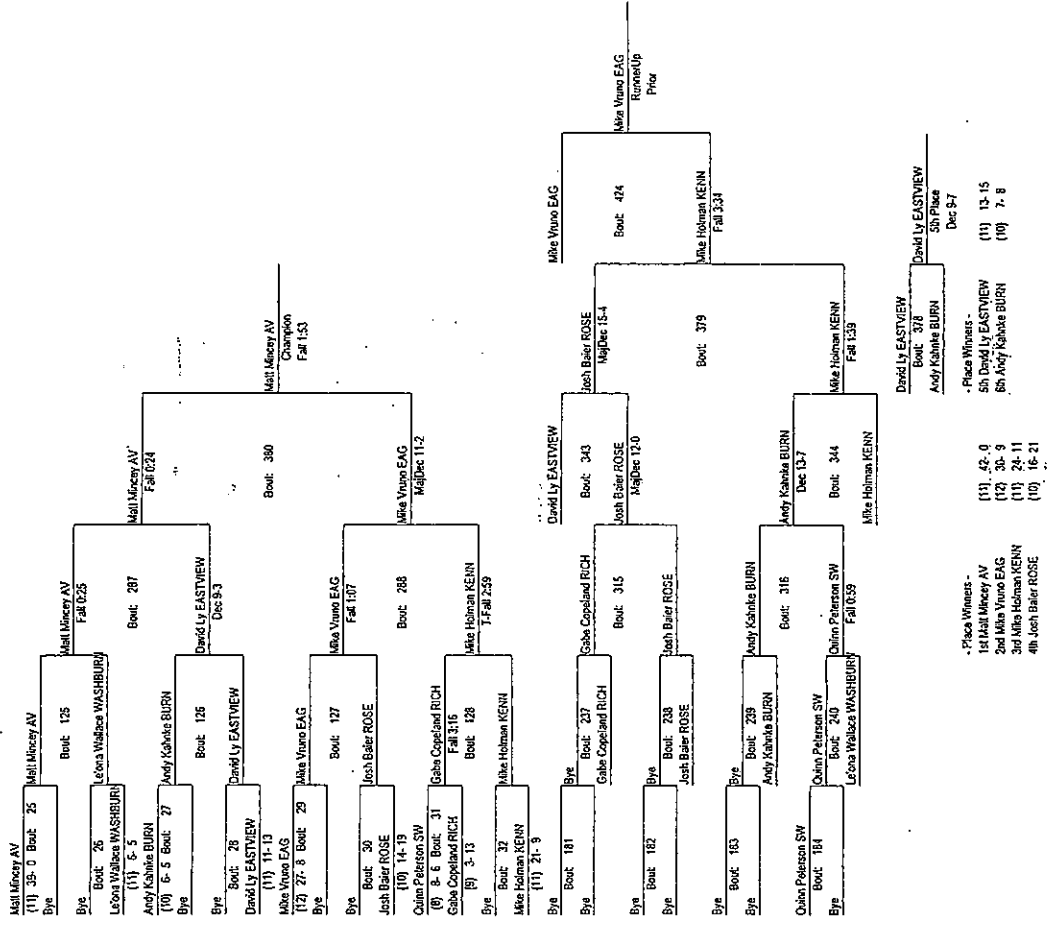 Matt Mincey AV
(11) 39- 0 Bout: 25
Bye
Matt Mincey AV
Bout: 125
Bye
Bout: 26
Le'ona Wallace WASHBURN
(11) 5- 5
Le'ona Wallace WASHBURN
Matt Mincey AV
Fall 0:25
Bout: 287
Andy Kahnke BURN
(10) 6- 5 Bout: 27
Bye
Andy Kahnke BURN
Bout: 126
Bye
Bout: 28
David Ly EASTVIEW
(11) 11- 13
David Ly EASTVIEW
David Ly EASTVIEW
Dec 9-3
Matt Mincey AV
Fall 0:24
Bout: 380
Mike Vruno EAG
(12) 27- 8 Bout: 29
Bye
Mike Vruno EAG
Bout: 127
Bye
Bout: 30
Josh Baier ROSE
(10) 14- 19
Josh Baier ROSE
Mike Vruno EAG
Fall 1:07
Bout: 288
Quinn Peterson SW
(8) 8- 6 Bout: 31
Gabe Copeland RICH
(9) 3- 13
Gabe Copeland RICH
Fall 3:16
Bout: 128
Bye
Bout: 32
Mike Holman KENN
(11) 21- 9
Mike Holman KENN
Mike Holman KENN
T-Fall 2:59
Mike Vruno EAG
MajDec 11-2
Matt Mincey AV
Champion
Fall 1:53
Bye
Bout: 181
Bye
Bye
Bout: 237
Gabe Copeland RICH
Gabe Copeland RICH
Bout: 315
Bye
Bout: 182
Bye
Bye
Bout: 238
Josh Baier ROSE
Josh Baier ROSE
David Ly EASTVIEW
Bout: 343
Josh Baier ROSE
MajDec 12-0
Josh Baier ROSE
MajDec 15-4
Bout: 379
Bye
Bout: 183
Bye
Bye
Bout: 239
Andy Kahnke BURN
Andy Kahnke BURN
Bout: 316
Quinn Peterson SW
Bout: 184
Bye
Quinn Peterson SW
Bout: 240
Le'ona Wallace WASHBURN
Quinn Peterson SW
Fall 0:59
Andy Kahnke BURN
Dec 13-7
Bout: 344
Mike Holman KENN
Mike Holman KENN
Fall 1:39
Mike Vruno EAG
Bout: 424
Mike Holman KENN
Fall 3:34
Mike Vruno EAG
RunnerUp
Prior
David Ly EASTVIEW
Bout: 378
Andy Kahnke BURN
David Ly EASTVIEW
5th Place
Dec 9-7
- Place Winners -
1st Matt Mincey AV (11) 42- 0
2nd Mike Vruno EAG (12) 30- 9
3rd Mike Holman KENN (11) 24- 11
4th Josh Baier ROSE (10) 16- 21
- Place Winners -
5th David Ly EASTVIEW (11) 13- 15
6th Andy Kahnke BURN (10) 7- 8